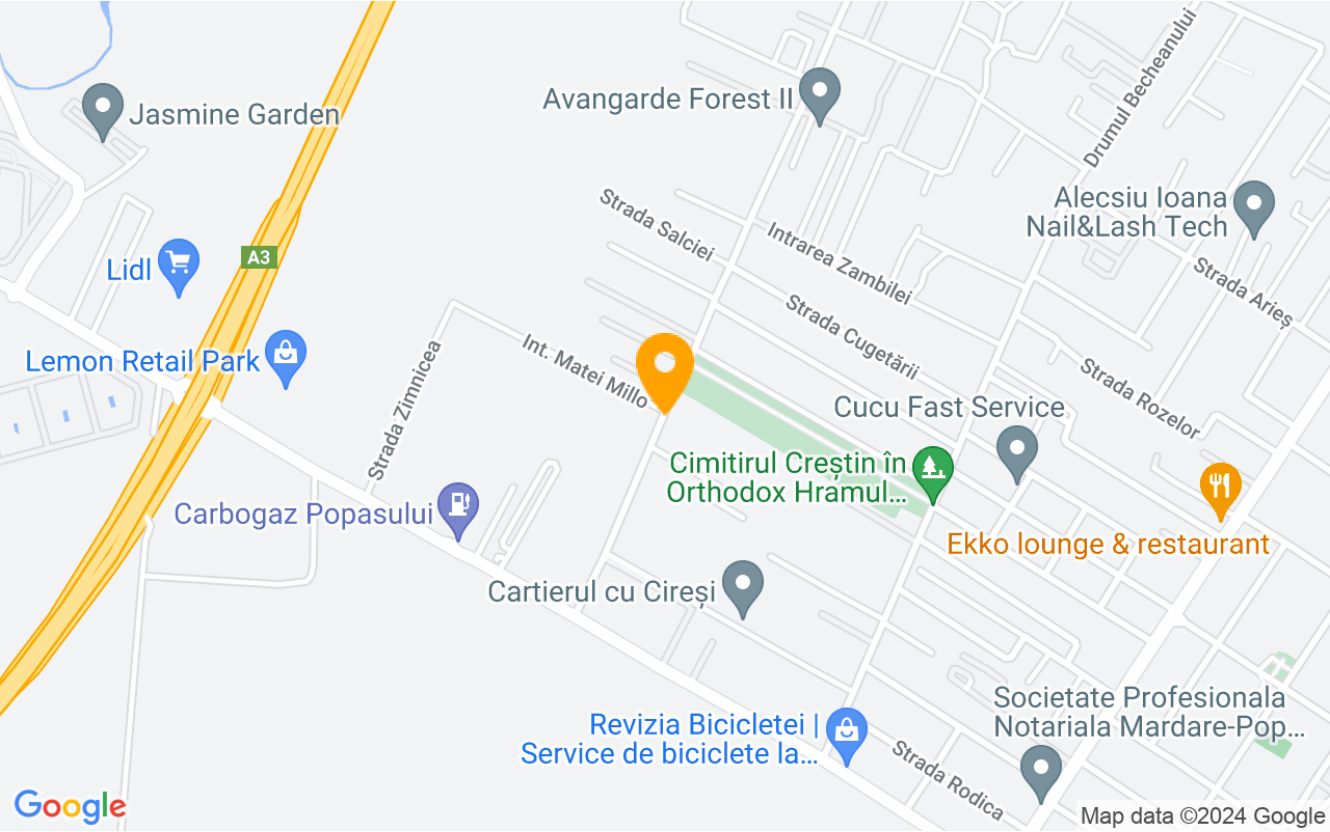 Drumul Becheanului
Avangarde Forest II
Jasmine Garden
Strada Salciei
Alecsiu Ioana
Nail&Lash Tech
Intrarea Zambilei
A3
Lidl
Strada Arieș
Strada Cugetării
Lemon Retail Park
Int. Matei Millo
Strada Zimnicea
Strada Rozelor
Cucu Fast Service
Cimitirul Creștin în
Orthodox Hramul...
Carbogaz Popasului
Ekko lounge & restaurant
Cartierul cu Cireși
Societate Profesionala
Notariala Mardare-Pop...
Revizia Bicicletei |
Service de biciclete la...
Strada Rodica
Google
Map data ©2024 Google